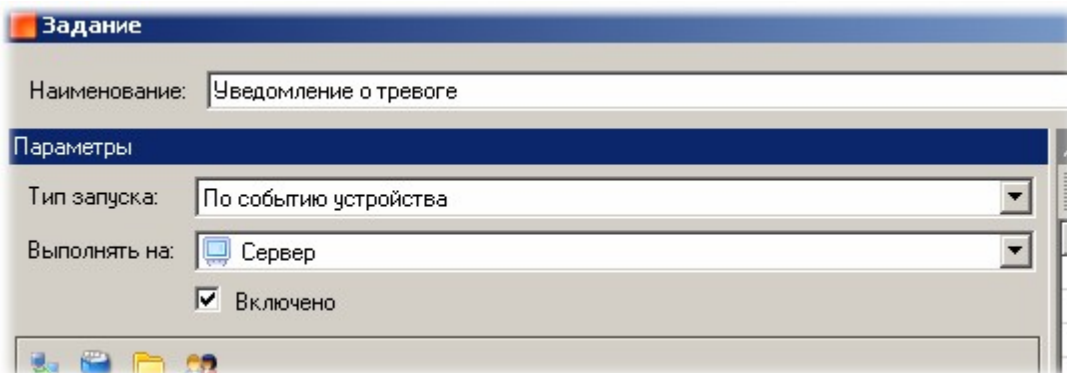 Задание
Наименование: Уведомление о тревоге
Параметры
Тип запуска: По событию устройства
Выполнять на: Сервер
Включено